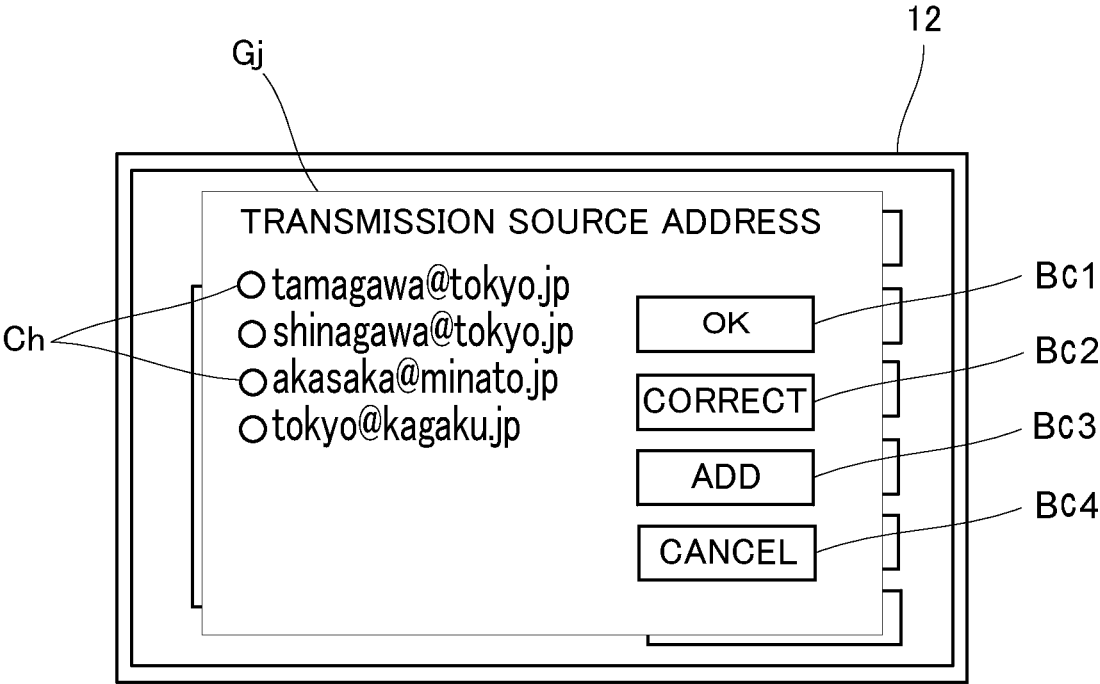 12
Gj
TRANSMISSION SOURCE ADDRESS
tamagawa@tokyo.jp
shinagawa@tokyo.jp
akasaka@minato.jp
tokyo@kagaku.jp
Ch
OK
CORRECT
ADD
CANCEL
Bc1
Bc2
Bc3
Bc4